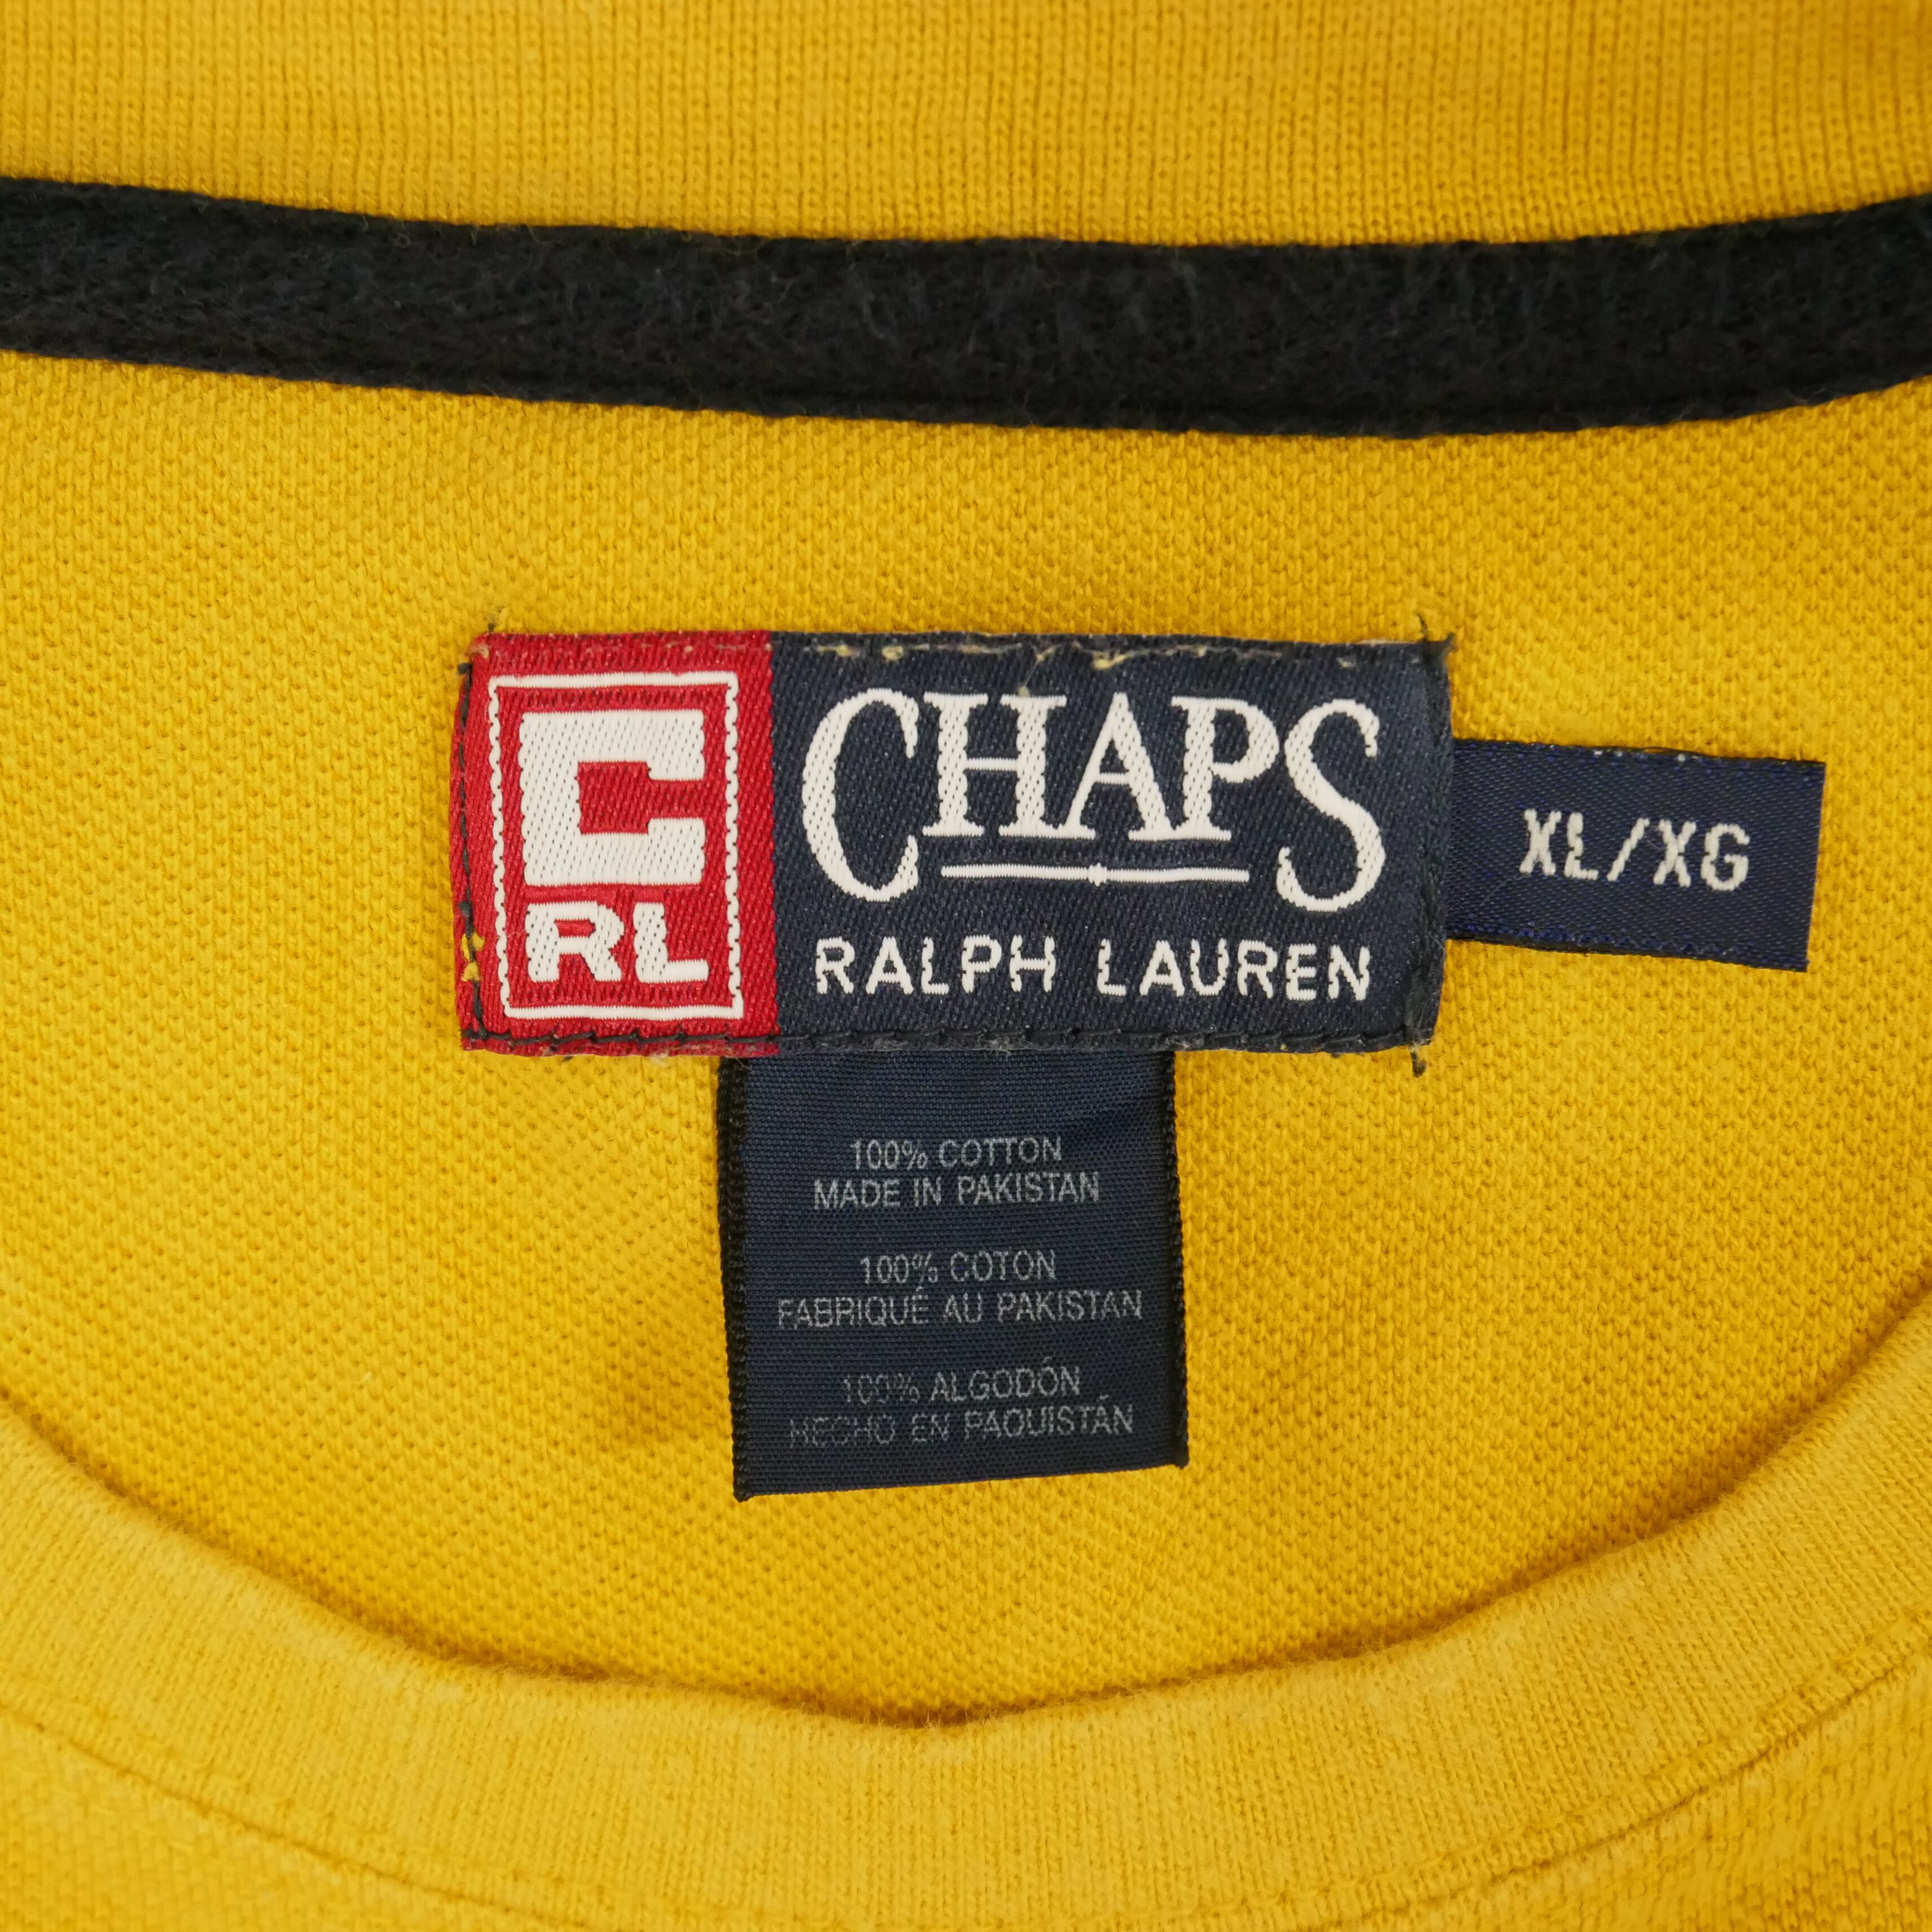 C
RL
CHAPS
RALPH LAUREN
XL/XG
100% COTTON
MADE IN PAKISTAN
100% COTON
FABRIQUÉ AU PAKISTAN
100% ALGODÓN
HECHO EN PAQUISTÁN